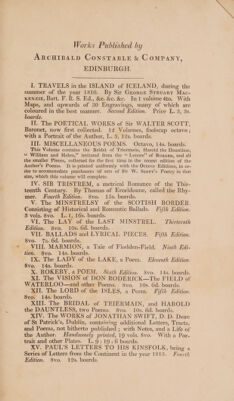 Works Published by
ARCHIBALD CONSTABLE & COMPANY,
EDINBURGH.
I. TRAVELS in the ISLAND of ICELAND, during the
summer of the year 1810. By Sir GEORGE STEUART MAC-
KENZIE, Bart. F. R. S. Ed., &c. &c. &c. In 1 volume 4to. With
Maps, and upwards of 30 Engravings, many of which are
coloured in the best manner. Second Edition. Price L. 3, 3s.
boards.
II. The POETICAL WORKS of Sir WALTER SCOTT,
Baronet, now first collected. 12 Volumes, foolscap octavo;
with a Portrait of the Author, L. 3, 12s. boards.
III. MISCELLANEOUS POEMS. Octavo, 14s. boards.
This Volume contains the Bridal of Triermain, Harold the Dauntless,
" William and Helen," betimed from the " Lenore" of BURGER, and all
the smaller Poems, collected for the first time in the recent edition of the
Author's Poems. It is printed uniformly with the Octavo Editions, in or-
der to accommodate purchasers of sets of Sir W. SCOTT'S Poetry in that
size, which this volume will complete.
IV. SIR TRISTREM, a metrical Romance of the Thir-
teenth Century. By Thomas of Ercildoune, called the Rhy-
mer. Fourth Edition. 8vo. 15s. boards.
V. The MINSTRELSY of the SCOTISH BORDER
Consisting of Historical and Romantic Ballads. Fifth Edition.
3 vols. 8vo. L. 1, 16s. boards.
VI. The LAY of the LAST MINSTREL. Thirteenth
Edition. 8vo. 10s. 6d. boards.
VII. BALLADS and LYRICAL PIECES. Fifth Edition.
8vo. 7s. 6d. boards.
VIII. MARMION, a Tale of Flodden-Field. Ninth Edi-
tion. 8vo. 14s. boards.
IX. The LADY of the LAKE, a Poem. Eleventh Edition.
8vo. 14s. boards.
X. ROKEBY, a POEM. Sixth Edition. 8vo. 14s. boards.
XI. The VISION of DON RODERICK—The FIELD of
WATERLOO—and other Poems. 8vo. 10s. 6d. boards.
XII. The LORD of the ISLES, a Poem. Fifth Edition.
8vo. 14s. boards.
XIII. The BRIDAL of TRIERMAIN, and HAROLD
the DAUNTLESS, two Poems. 8vo. 10s. 6d. boards.
XIV. The WORKS of JONATHAN SWIFT, D. D. Dean
of St Patrick's, Dublin, containing additional Letters, Tracts,
and Poems, not hitherto published; with Notes, and a Life of
the Author. Handsomely printed, 19 vols. 8vo. With a Por-
trait and other Plates. L. 9 : 19 : 6 boards.
XV. PAUL'S LETTERS TO HIS KINSFOLK, being a
Series of Letters from the Continent in the year 1815. Fourth
Edition. 8vo. 12s. boards.